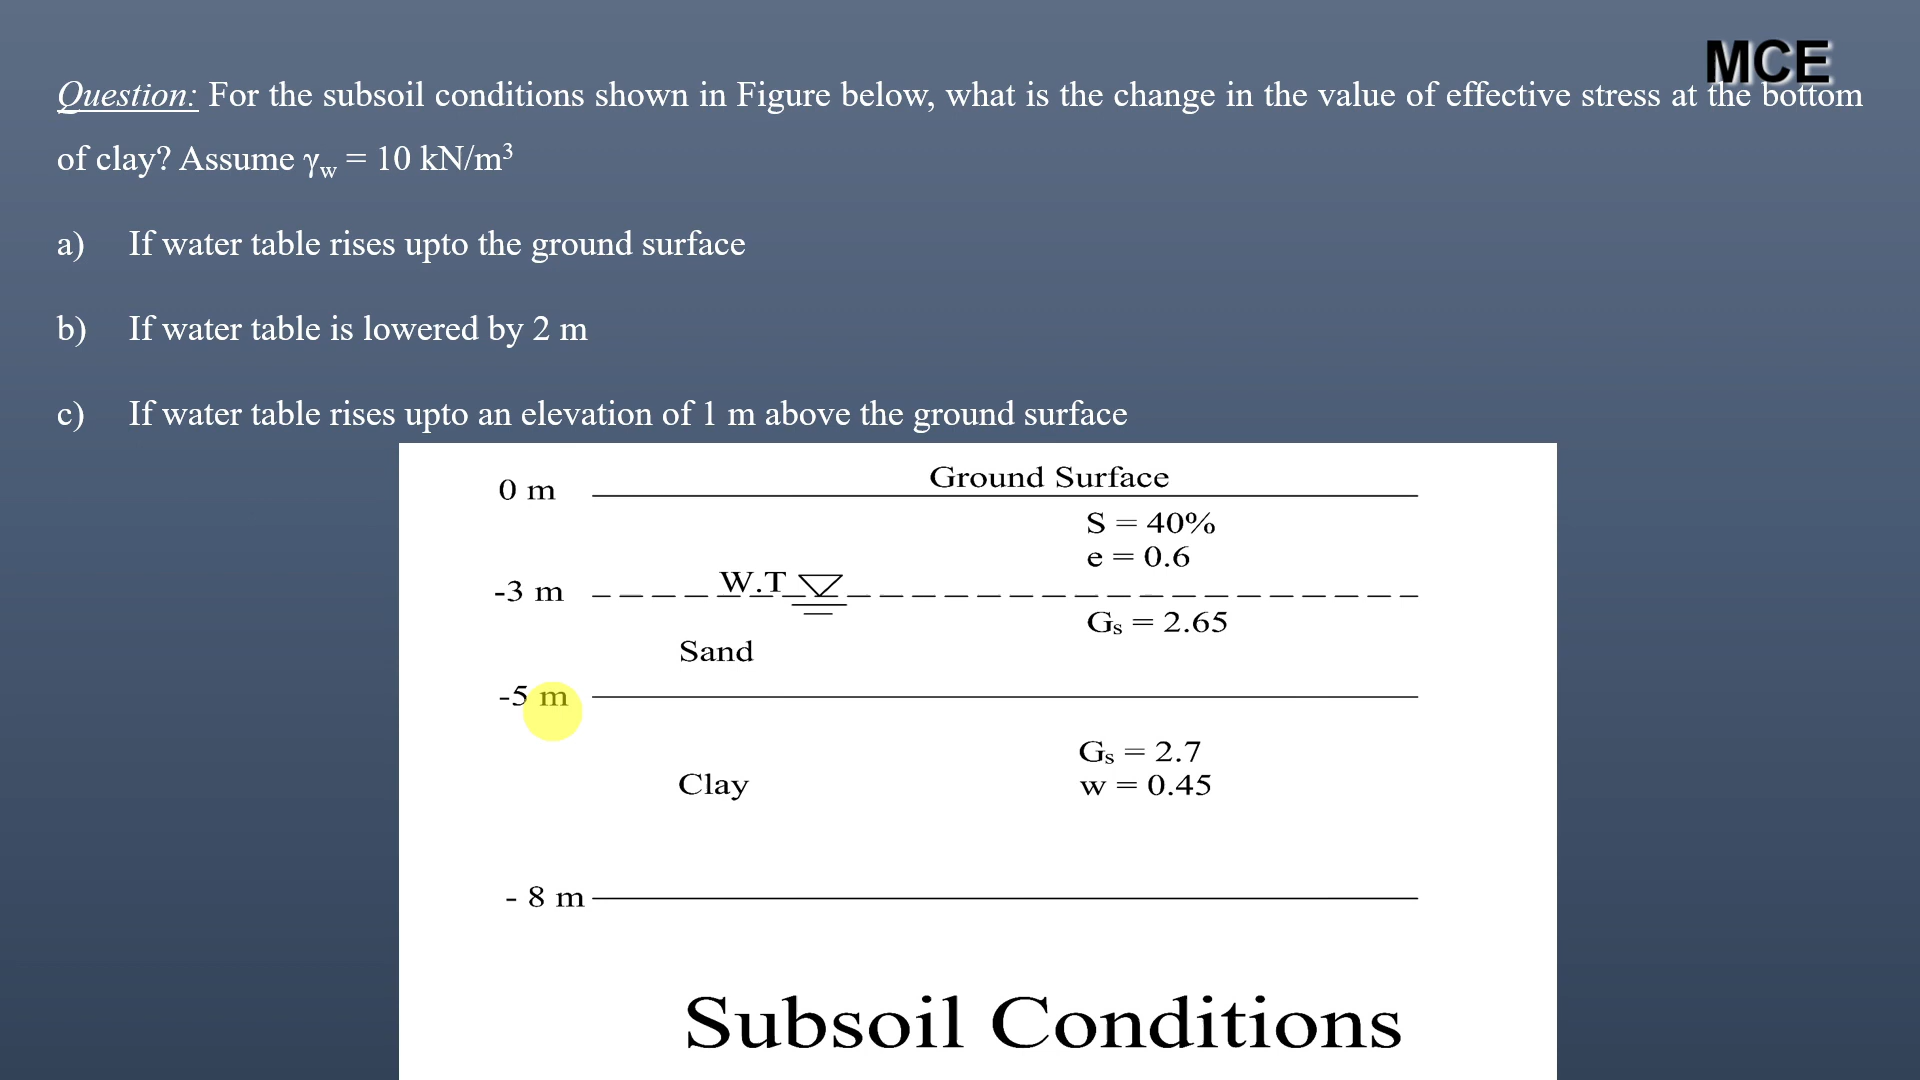 MCE
Question: For the subsoil conditions shown in Figure below, what is the change in the value of effective stress at the bottom
of clay? Assume γw = 10 kN/m³
a) If water table rises upto the ground surface
b) If water table is lowered by 2 m
c) If water table rises upto an elevation of 1 m above the ground surface
Ground Surface
0 m
S = 40%
e = 0.6
W.T
-3 m
Gs = 2.65
Sand
-5 m
Gs = 2.7
Clay
w = 0.45
- 8 m
Subsoil Conditions